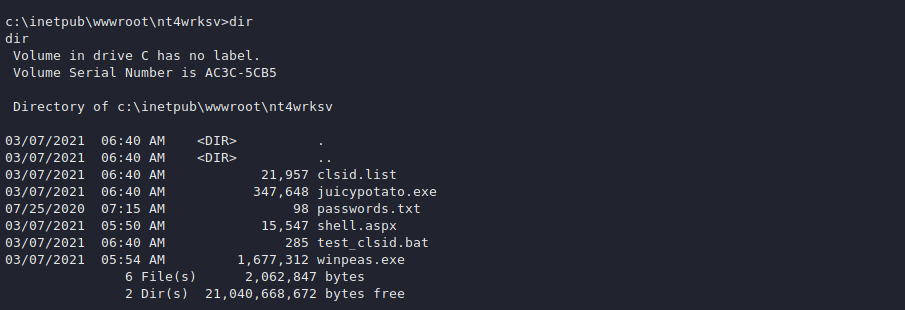 c:\inetpub\wwwroot\nt4wrksv>dir
dir
 Volume in drive C has no label.
 Volume Serial Number is AC3C-5CB5

 Directory of c:\inetpub\wwwroot\nt4wrksv

03/07/2021  06:40 AM    <DIR>          .
03/07/2021  06:40 AM    <DIR>          ..
03/07/2021  06:40 AM            21,957 clsid.list
03/07/2021  06:40 AM           347,648 juicypotato.exe
07/25/2020  07:15 AM                98 passwords.txt
03/07/2021  05:50 AM            15,547 shell.aspx
03/07/2021  06:40 AM               285 test_clsid.bat
03/07/2021  05:54 AM         1,677,312 winpeas.exe
               6 File(s)      2,062,847 bytes
               2 Dir(s)  21,040,668,672 bytes free